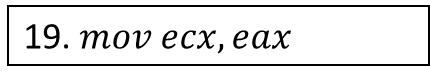 19. mov ecx, eax